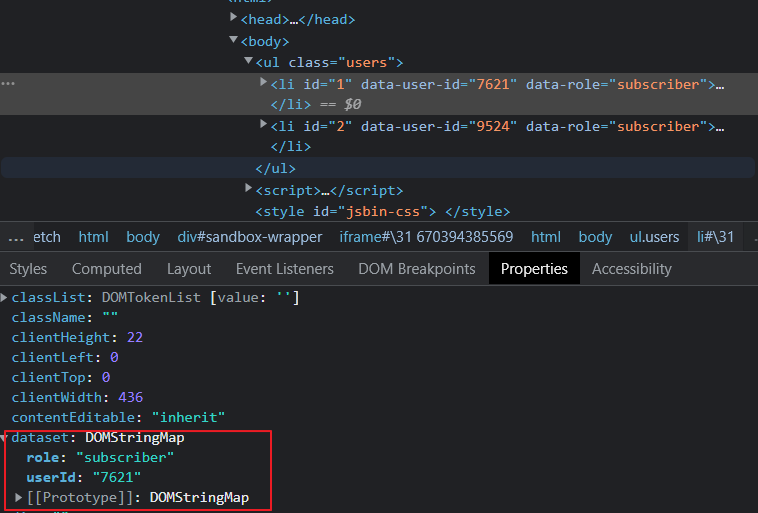 <html>
<head>…</head>
<body>
<ul class="users">
… <li id="1" data-user-id="7621" data-role="subscriber">…
</li> == $0
<li id="2" data-user-id="9524" data-role="subscriber">…
</li>
</ul>
<script>…</script>
<style id="jsbin-css"> </style>
… etch html body div#sandbox-wrapper iframe#\31 670394385569 html body ul.users li#\31 …
Styles Computed Layout Event Listeners DOM Breakpoints Properties Accessibility
classList: DOMTokenList [value: '']
className: ""
clientHeight: 22
clientLeft: 0
clientTop: 0
clientWidth: 436
contentEditable: "inherit"
dataset: DOMStringMap
role: "subscriber"
userId: "7621"
[[Prototype]]: DOMStringMap